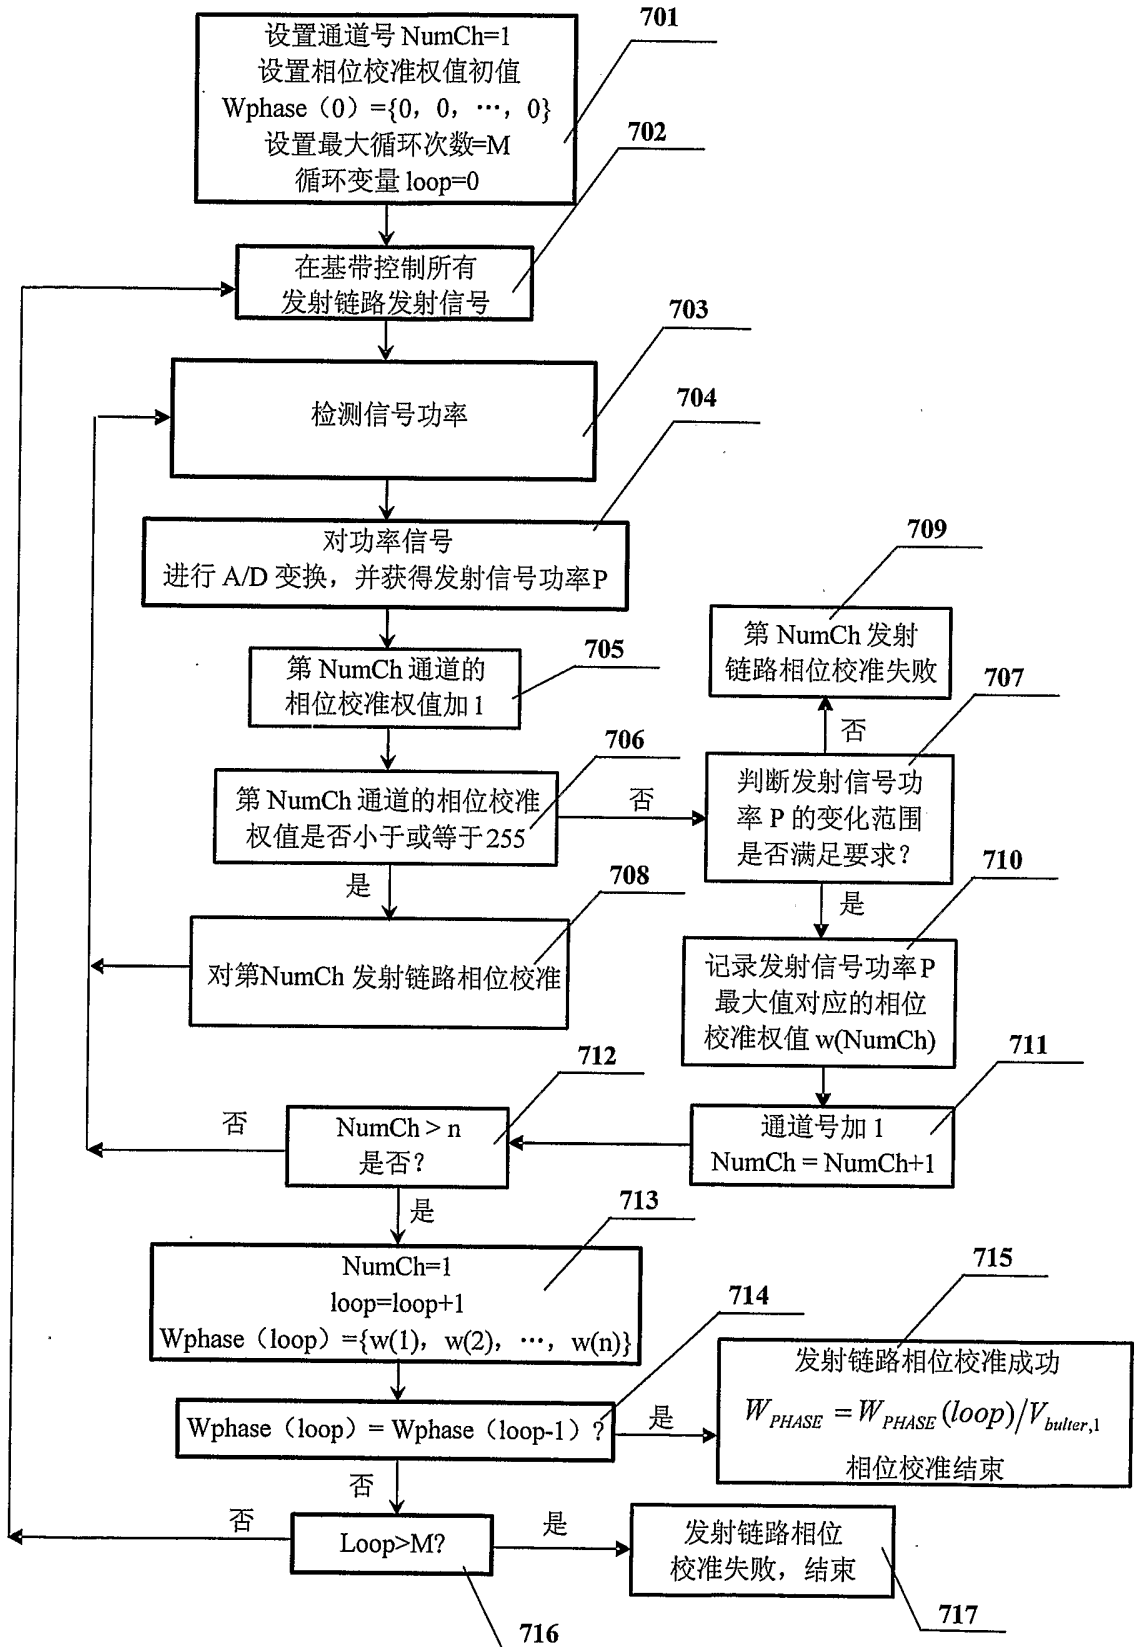 701
设置通道号 NumCh=1
设置相位校准权值初值
Wphase（0）={0，0，…，0}
设置最大循环次数=M
循环变量 loop=0
702
在基带控制所有
发射链路发射信号
703
检测信号功率
704
对功率信号
进行 A/D 变换，并获得发射信号功率P
705
第 NumCh 通道的
相位校准权值加 1
706
第 NumCh 通道的相位校准
权值是否小于或等于255
否
是
709
第 NumCh 发射
链路相位校准失败
707
否
判断发射信号功
率 P 的变化范围
是否满足要求？
是
708
对第NumCh 发射链路相位校准
710
记录发射信号功率P
最大值对应的相位
校准权值 w(NumCh)
711
通道号加 1
NumCh = NumCh+1
712
NumCh > n
是否？
否
是
713
NumCh=1
loop=loop+1
Wphase（loop）={w(1)，w(2)，…，w(n)}
714
Wphase（loop）= Wphase（loop-1）？
是
否
715
发射链路相位校准成功
W_PHASE = W_PHASE(loop)/V_bulter,1
相位校准结束
Loop>M?
否
是
716
发射链路相位
校准失败，结束
717